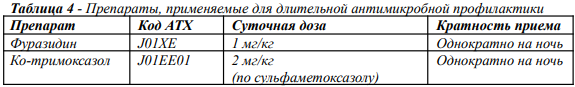 Таблица 4 - Препараты, применяемые для длительной антимикробной профилактики
Препарат Код АТХ Суточная доза Кратность приема
Фуразидин J01XE 1 мг/кг Однократно на ночь
Ко-тримоксазол J01EE01 2 мг/кг Однократно на ночь
(по сульфаметоксазолу)